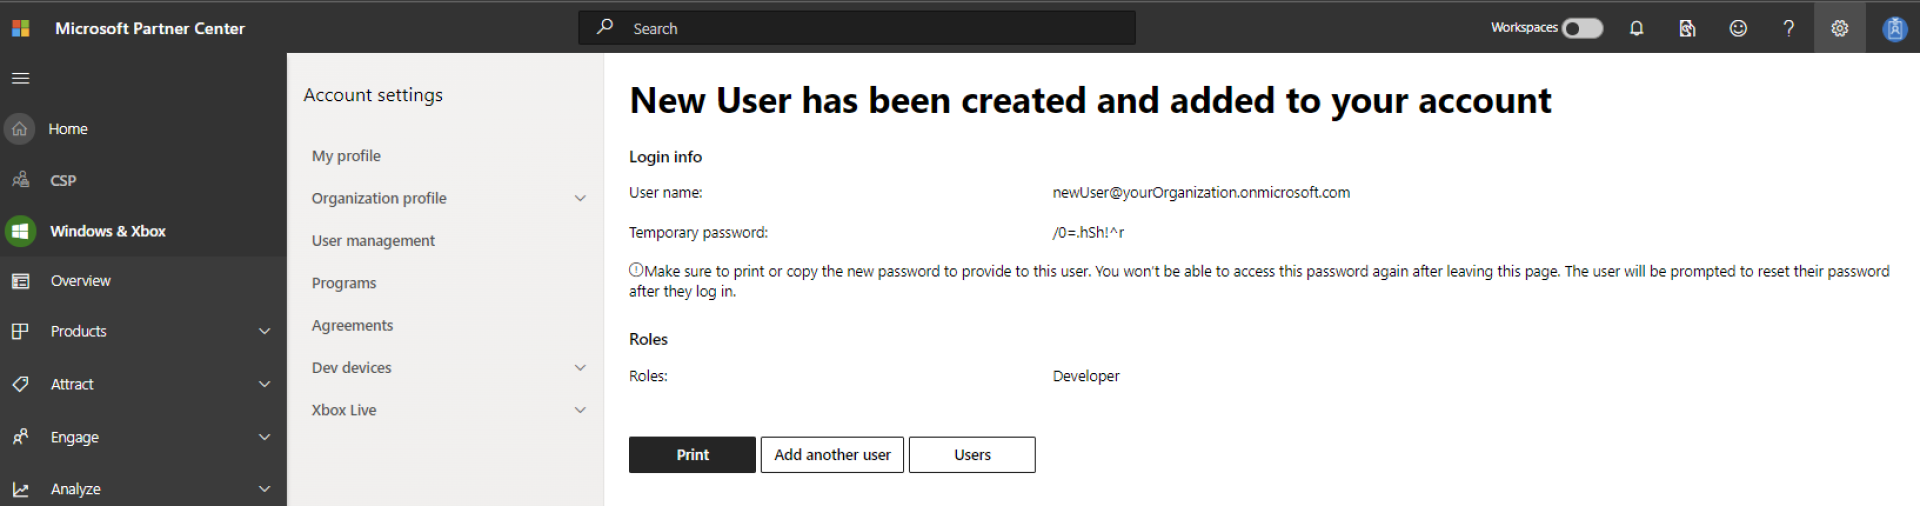 Microsoft Partner Center
Search
Workspaces
Home
CSP
Windows & Xbox
Overview
Products
Attract
Engage
Analyze
Account settings
My profile
Organization profile
User management
Programs
Agreements
Dev devices
Xbox Live
New User has been created and added to your account
Login info
User name: newUser@yourOrganization.onmicrosoft.com
Temporary password: /0=.hSh!^r
Make sure to print or copy the new password to provide to this user. You won't be able to access this password again after leaving this page. The user will be prompted to reset their password
after they log in.
Roles
Roles: Developer
Print Add another user Users